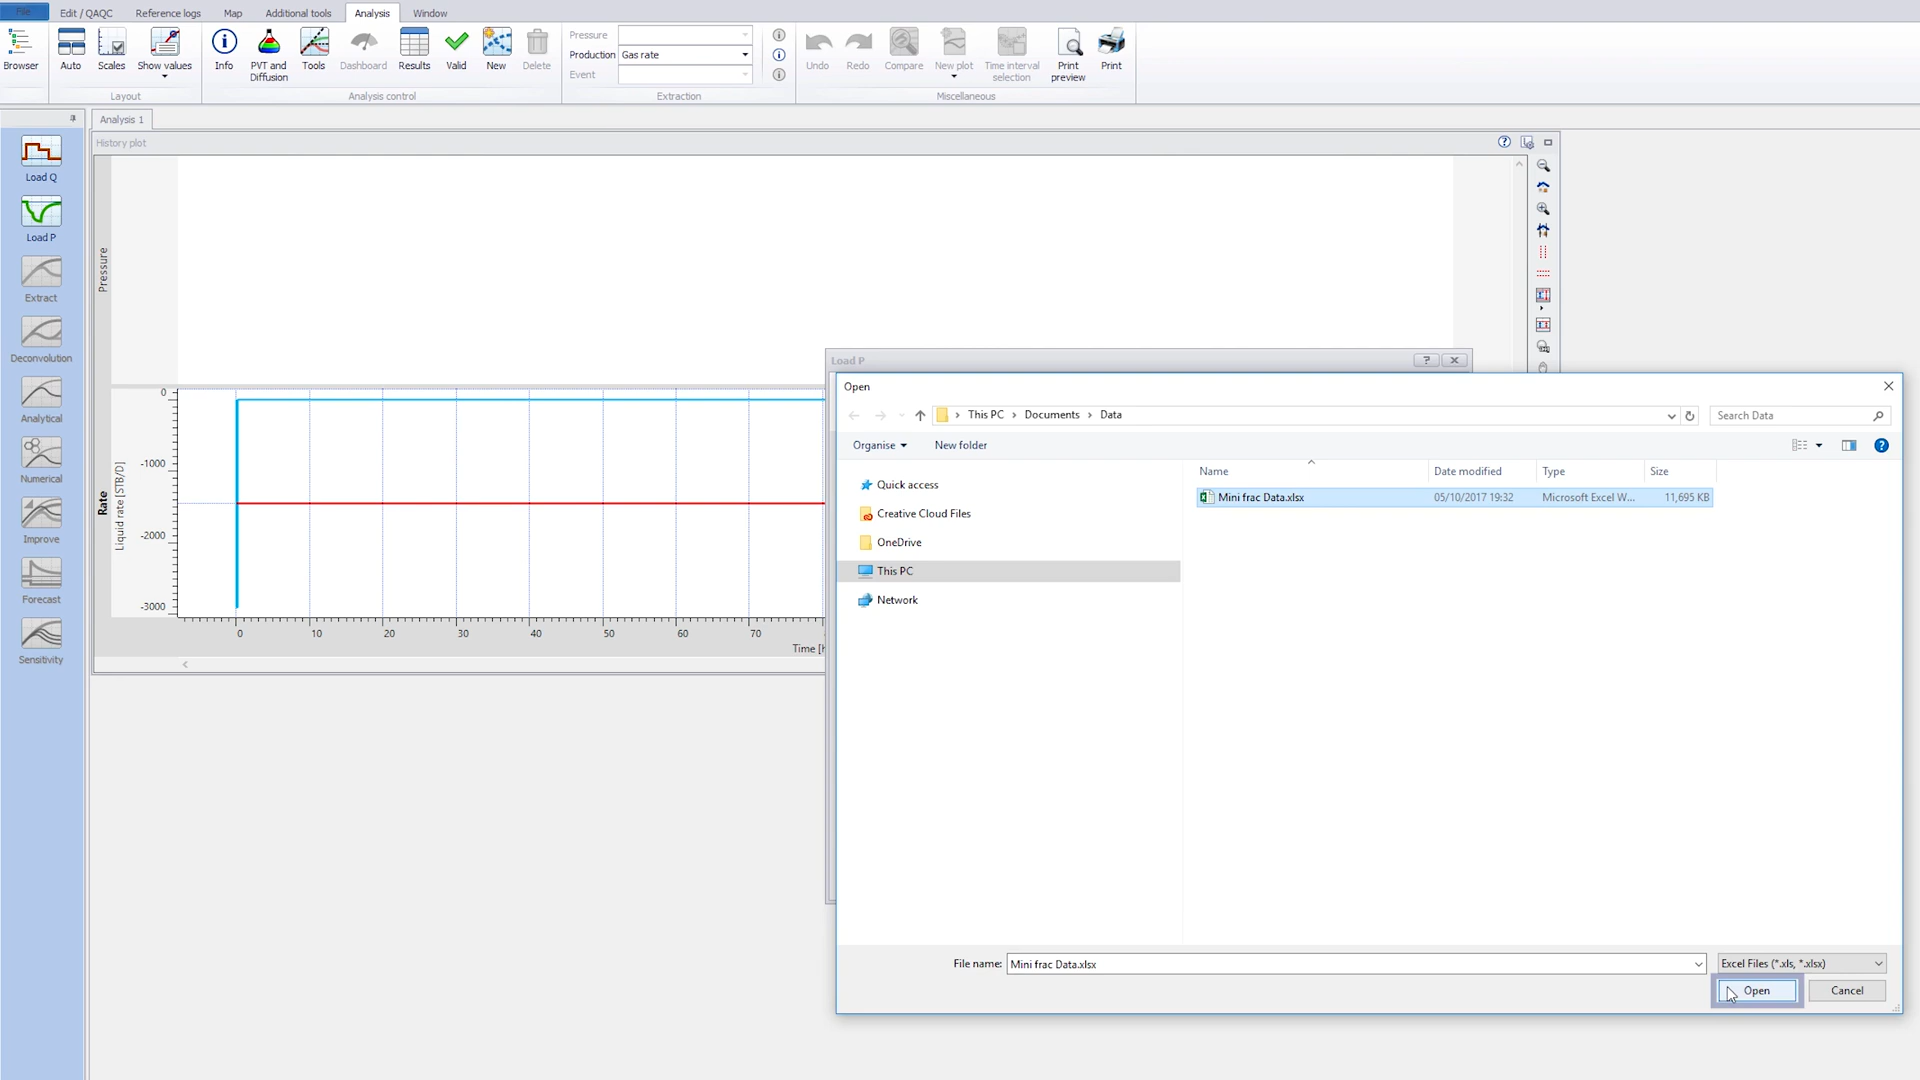 File
Edit / QAQC
Reference logs
Map
Additional tools
Analysis
Window
Browser
Auto
Scales
Show values
Layout
Info
PVT and
Diffusion
Tools
Dashboard
Results
Valid
New
Delete
Analysis control
Pressure
Production Gas rate
Event
Extraction
Undo
Redo
Compare
New plot
Time interval
selection
Print
preview
Print
Miscellaneous
Analysis 1
History plot
Load Q
Load P
Extract
Deconvolution
Analytical
Numerical
Improve
Forecast
Sensitivity
Pressure
Rate
Liquid rate [STB/D]
0
-1000
-2000
-3000
0 10 20 30 40 50 60 70
Time [h
Load P
Open
This PC > Documents > Data
Search Data
Organise
New folder
Quick access
Creative Cloud Files
OneDrive
This PC
Network
Name Date modified Type Size
Mini frac Data.xlsx 05/10/2017 19:32 Microsoft Excel W... 11,695 KB
File name: Mini frac Data.xlsx
Excel Files (*.xls, *.xlsx)
Open
Cancel